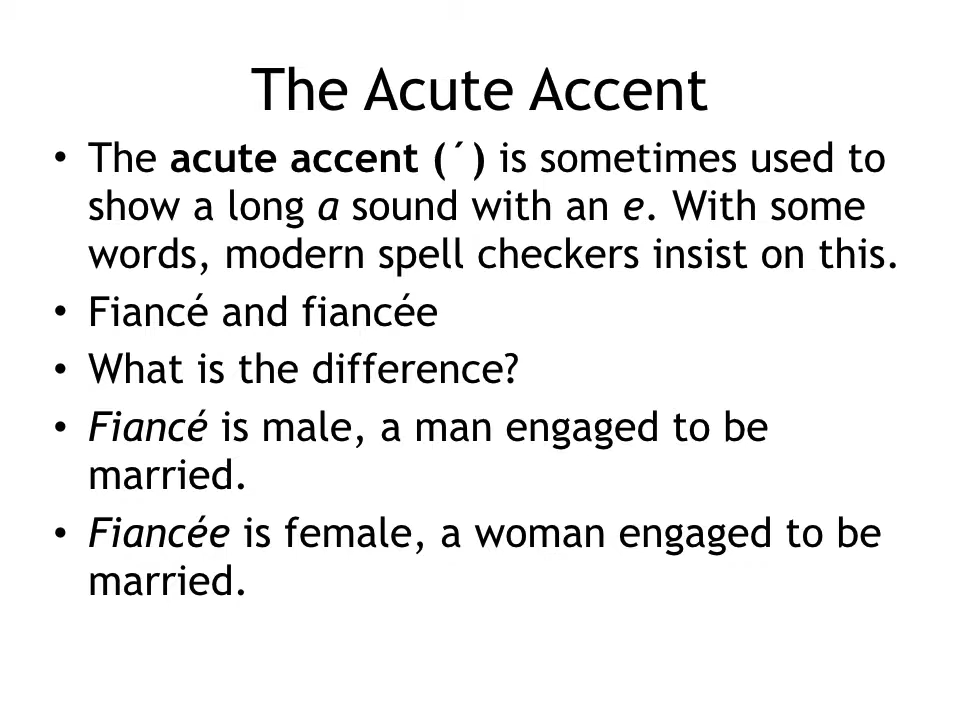 The Acute Accent
• The acute accent (´) is sometimes used to
show a long a sound with an e. With some
words, modern spell checkers insist on this.
• Fiancé and fiancée
• What is the difference?
• Fiancé is male, a man engaged to be
married.
• Fiancée is female, a woman engaged to be
married.